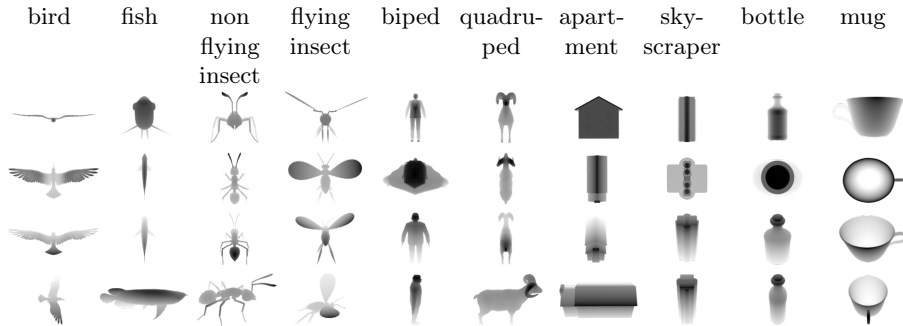 bird fish non flying biped quadru- apart- sky- bottle mug
flying insect ped ment scraper
insect